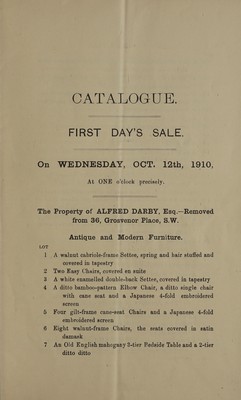 CATALOGUE.
FIRST DAY'S SALE.
On WEDNESDAY, OCT. 12th, 1910,
At ONE o'clock precisely.
The Property of ALFRED DARBY, Esq.—Removed
from 36, Grosvenor Place, S.W.
Antique and Modern Furniture.
LOT
1 A walnut cabriole-frame Settee, spring and hair stuffed and
covered in tapestry
2 Two Easy Chairs, covered en suite
3 A white enamelled double-back Settee, covered in tapestry
4 A ditto bamboo-pattern Elbow Chair, a ditto single chair
with cane seat and a Japanese 4-fold embroidered
screen
5 Four gilt-frame cane-seat Chairs and a Japanese 4-fold
embroidered screen
6 Eight walnut-frame Chairs, the seats covered in satin
damask
7 An Old English mahogany 3-tier Bedside Table and a 2-tier
ditto ditto